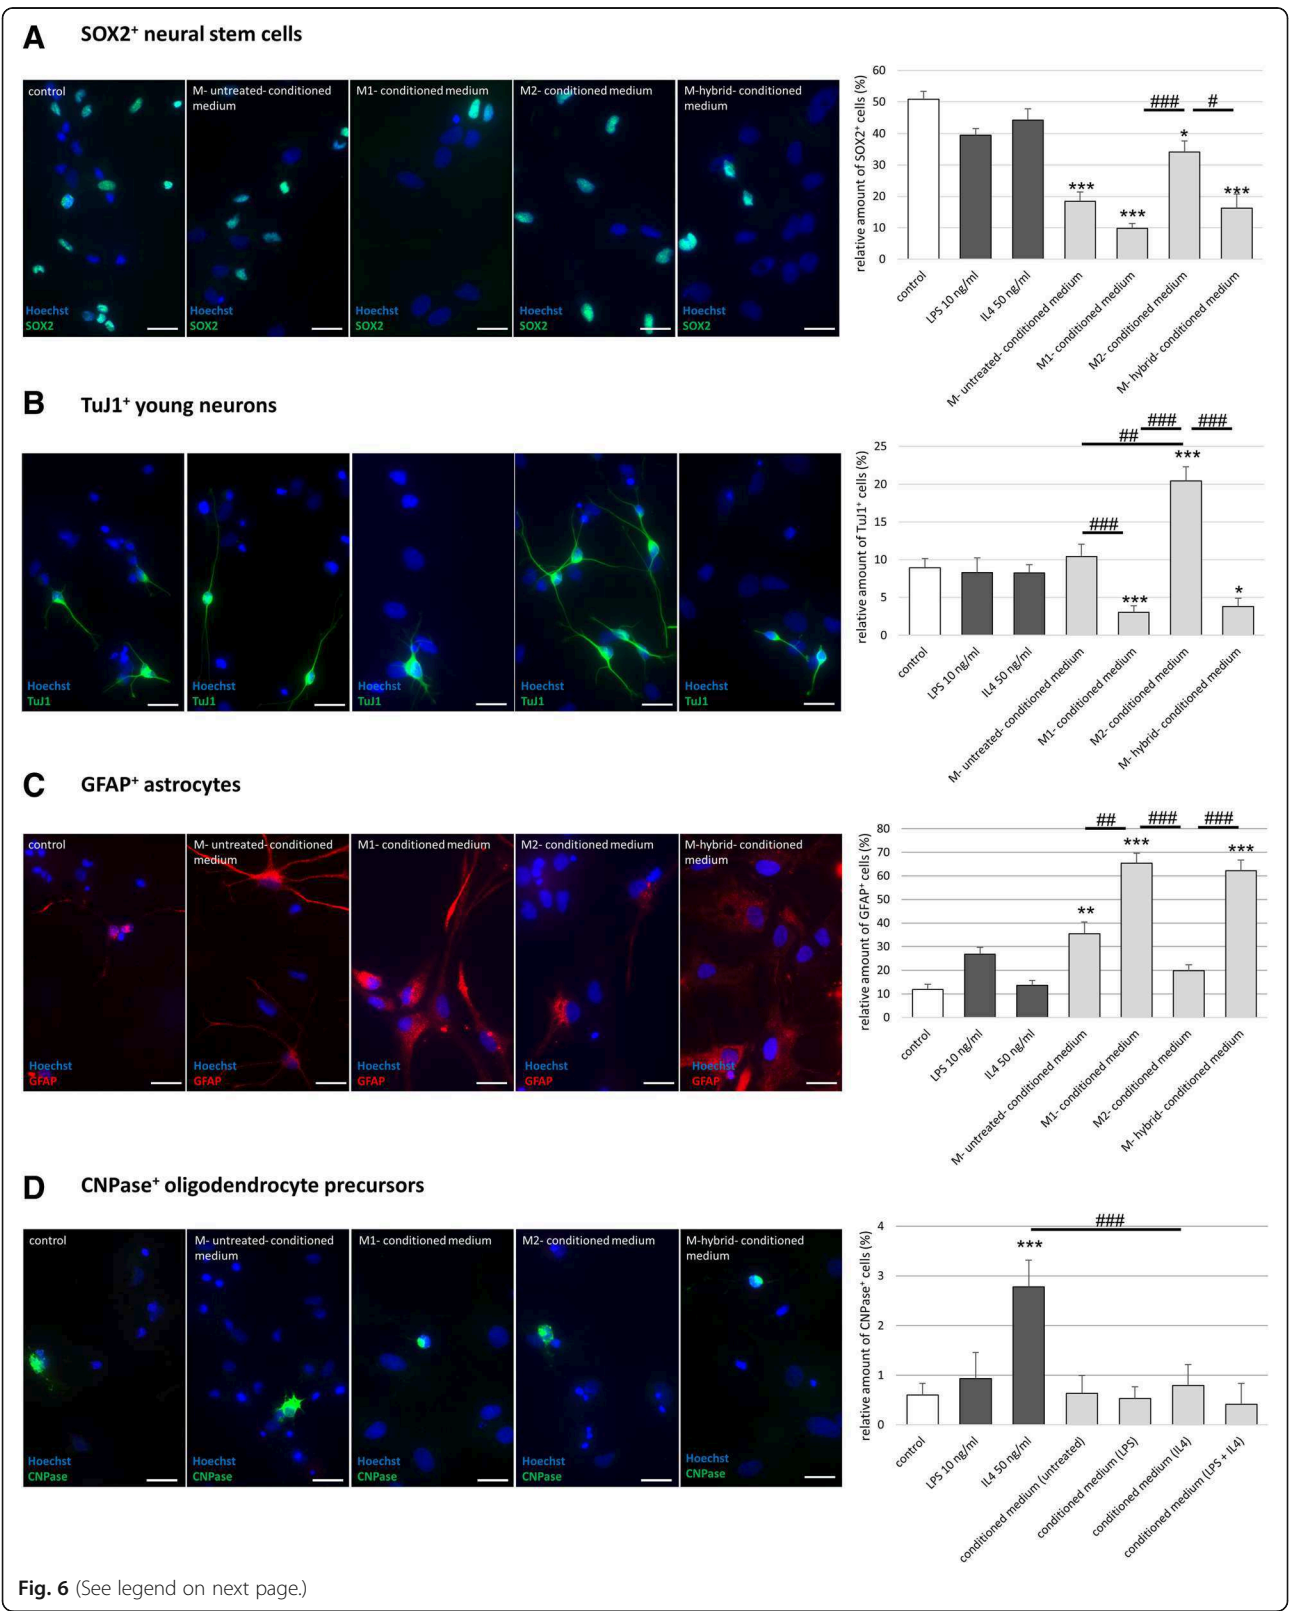 A SOX2⁺ neural stem cells
control
M- untreated- conditioned
medium
M1- conditioned medium
M2- conditioned medium
M-hybrid- conditioned
medium
Hoechst
SOX2
Hoechst
SOX2
Hoechst
SOX2
Hoechst
SOX2
Hoechst
SOX2
relative amount of SOX2⁺ cells (%)
60
50
40
30
20
10
0
### #
*** *** * ***
control
LPS 10 ng/ml
IL4 50 ng/ml
M- untreated- conditioned medium
M1- conditioned medium
M2- conditioned medium
M- hybrid- conditioned medium
B TuJ1⁺ young neurons
Hoechst
TuJ1
Hoechst
TuJ1
Hoechst
TuJ1
Hoechst
TuJ1
Hoechst
TuJ1
relative amount of TuJ1⁺ cells (%)
25
20
15
10
5
0
### ###
##
***
###
*** *
control
LPS 10 ng/ml
IL4 50 ng/ml
M- untreated- conditioned medium
M1- conditioned medium
M2- conditioned medium
M- hybrid- conditioned medium
C GFAP⁺ astrocytes
control
M- untreated- conditioned
medium
M1- conditioned medium
M2- conditioned medium
M-hybrid- conditioned
medium
Hoechst
GFAP
Hoechst
GFAP
Hoechst
GFAP
Hoechst
GFAP
Hoechst
GFAP
relative amount of GFAP⁺ cells (%)
80
70
60
50
40
30
20
10
0
## ### ###
** *** ***
control
LPS 10 ng/ml
IL4 50 ng/ml
M- untreated- conditioned medium
M1- conditioned medium
M2- conditioned medium
M- hybrid- conditioned medium
D CNPase⁺ oligodendrocyte precursors
control
M- untreated- conditioned
medium
M1- conditioned medium
M2- conditioned medium
M-hybrid- conditioned
medium
Hoechst
CNPase
Hoechst
CNPase
Hoechst
CNPase
Hoechst
CNPase
Hoechst
CNPase
relative amount of CNPase⁺ cells (%)
4
3
2
1
0
###
***
control
LPS 10 ng/ml
IL4 50 ng/ml
conditioned medium (untreated)
conditioned medium (LPS)
conditioned medium (IL4)
conditioned medium (LPS + IL4)
Fig. 6 (See legend on next page.)